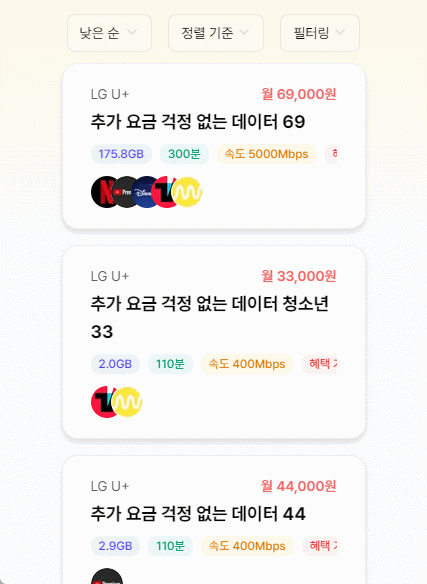 낮은 순
정렬 기준
필터링
LG U+
월 69,000원
추가 요금 걱정 없는 데이터 69
175.8GB
300분
속도 5000Mbps
LG U+
월 33,000원
추가 요금 걱정 없는 데이터 청소년
33
2.0GB
110분
속도 400Mbps
혜택
LG U+
월 44,000원
추가 요금 걱정 없는 데이터 44
2.9GB
110분
속도 400Mbps
혜택